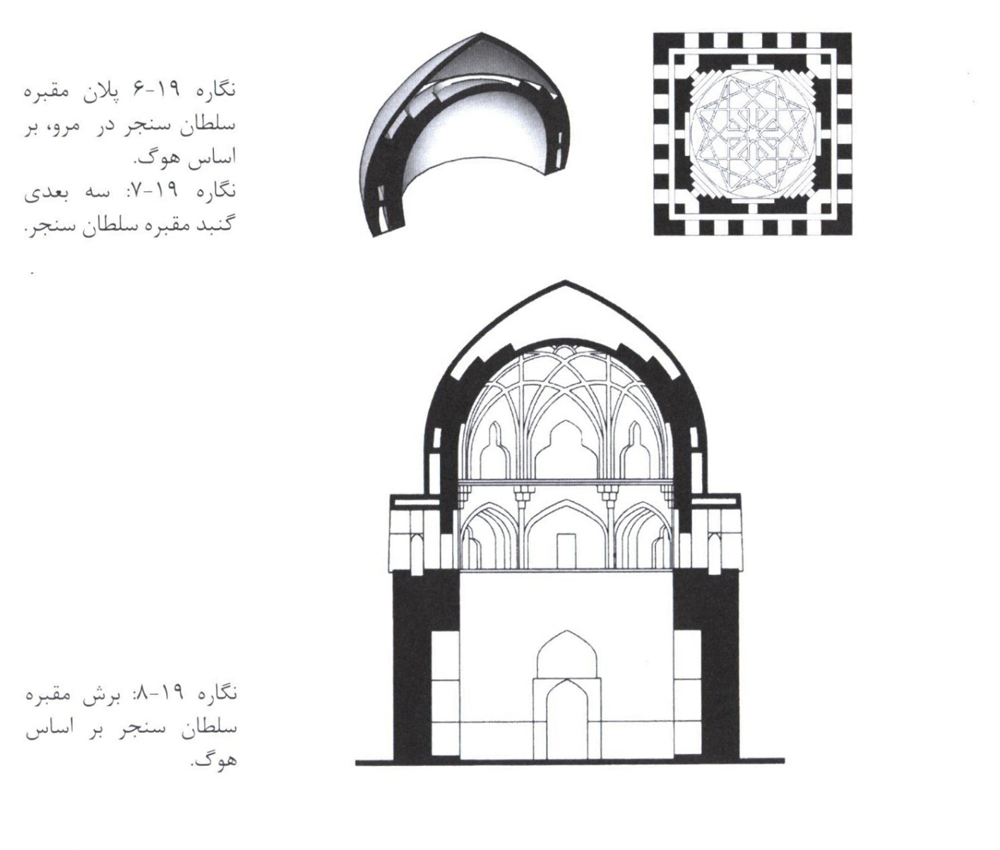 نگاره ۱۹-۶ پلان مقبره
سلطان سنجر در مرو، بر
اساس هوگ.
نگاره ۱۹-۷: سه بعدی
گنبد مقبره سلطان سنجر.
نگاره ۱۹-۸: برش مقبره
سلطان سنجر بر اساس
هوگ.